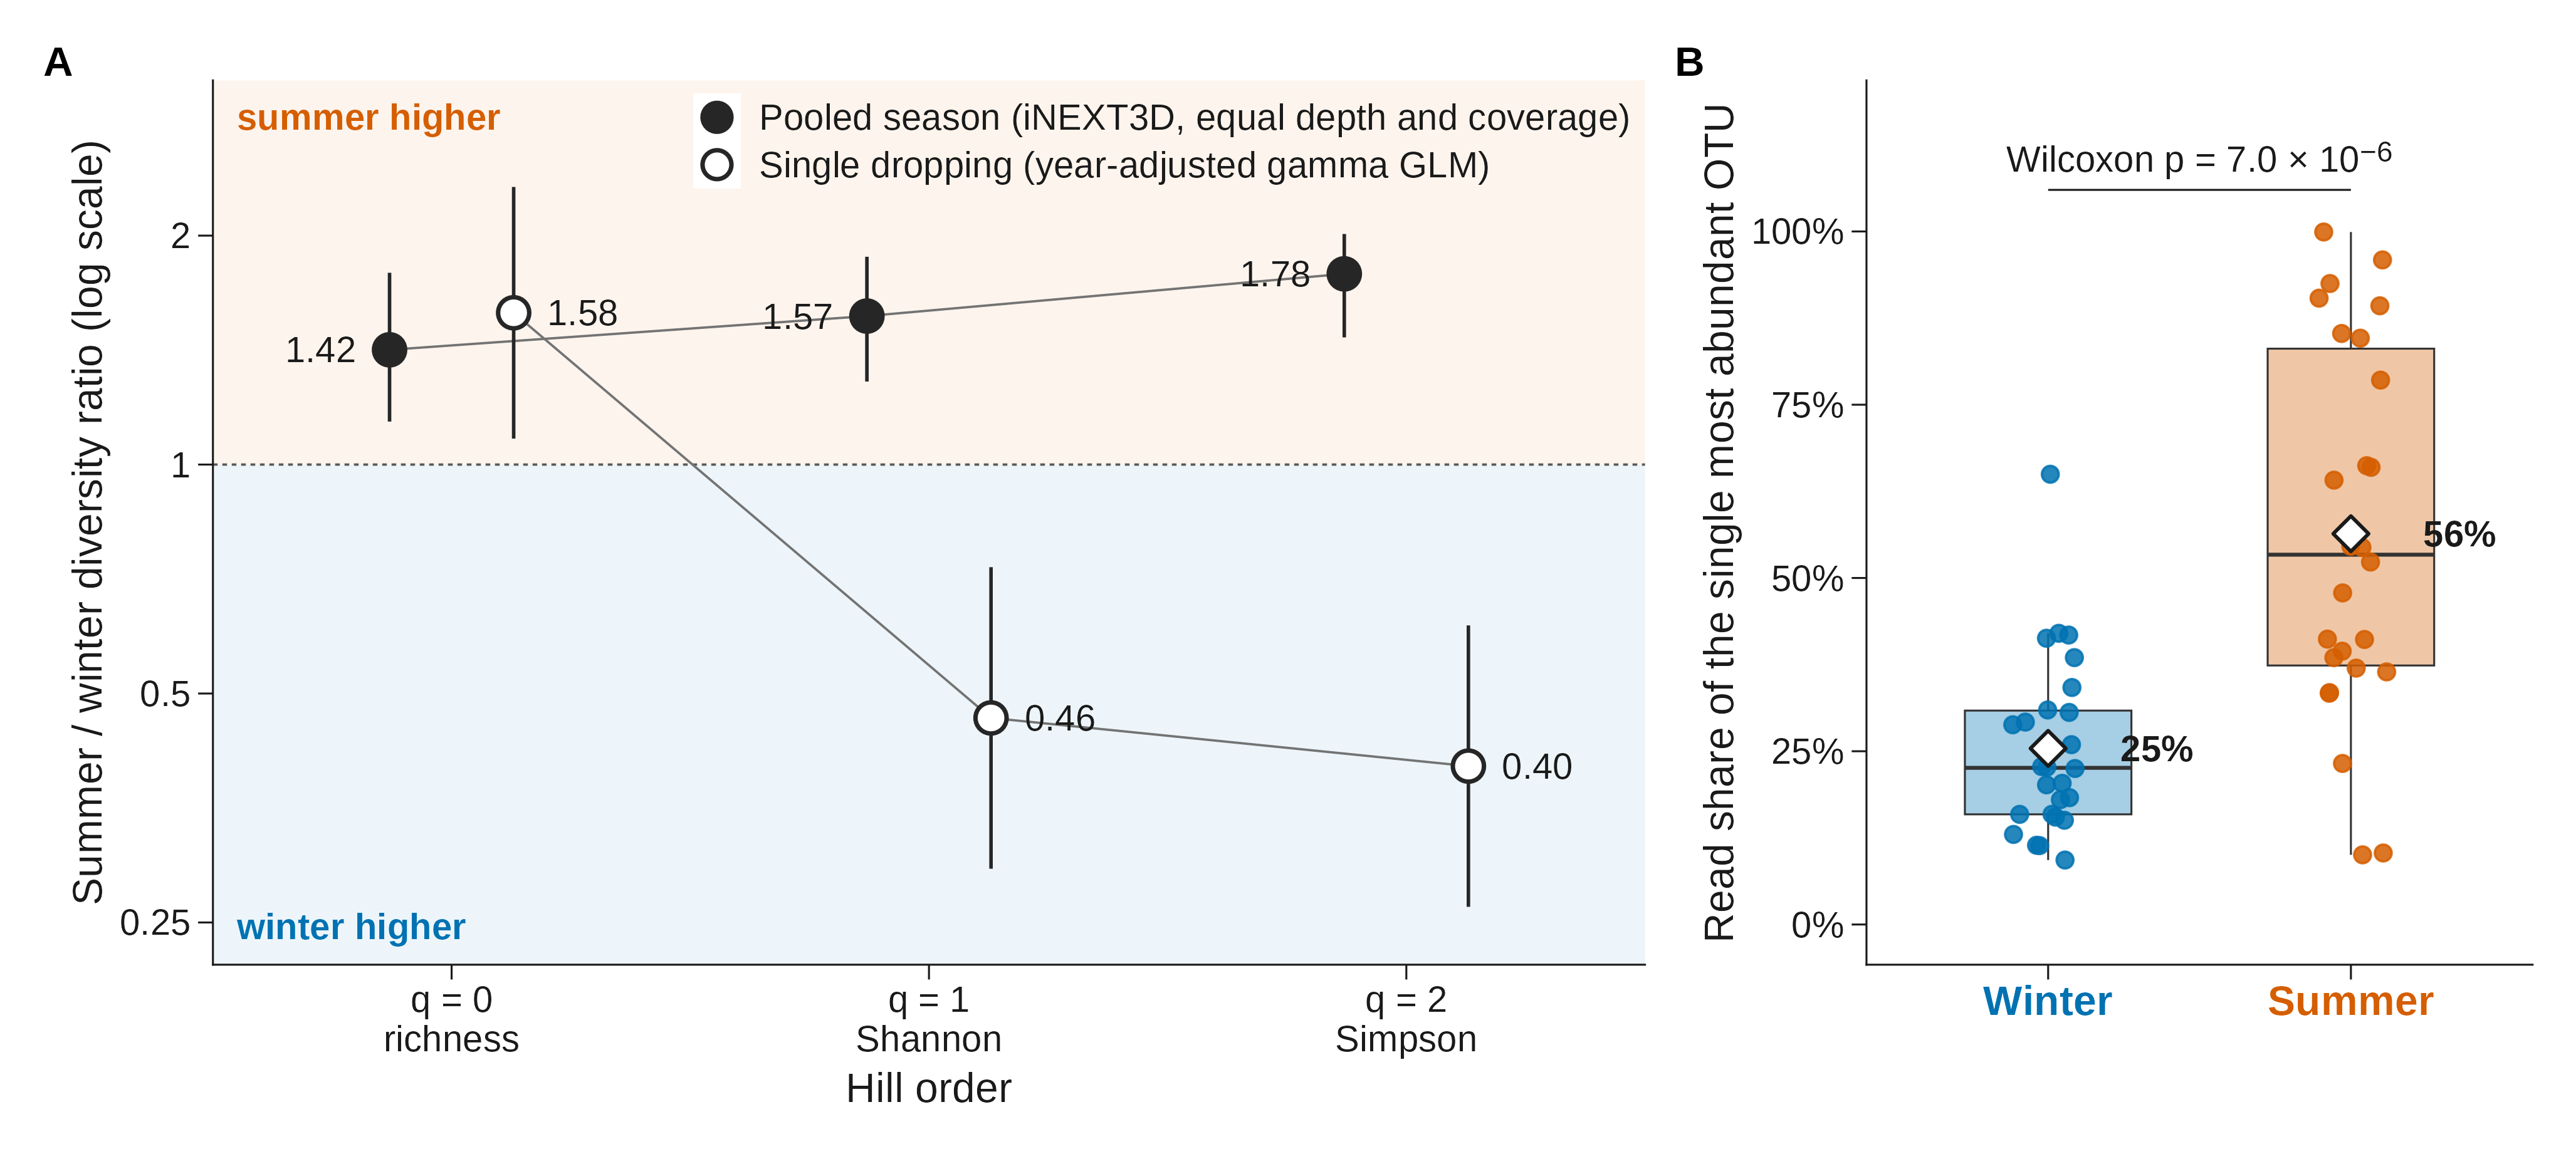 A
summer higher
Pooled season (iNEXT3D, equal depth and coverage)
Single dropping (year-adjusted gamma GLM)
Summer / winter diversity ratio (log scale)
2
1
0.5
0.25
1.42
1.58
1.57
1.78
0.46
0.40
winter higher
q = 0
richness
q = 1
Shannon
q = 2
Simpson
Hill order
B
Read share of the single most abundant OTU
Wilcoxon p = 7.0 × 10⁻⁶
100%
75%
50%
25%
0%
56%
25%
Winter
Summer